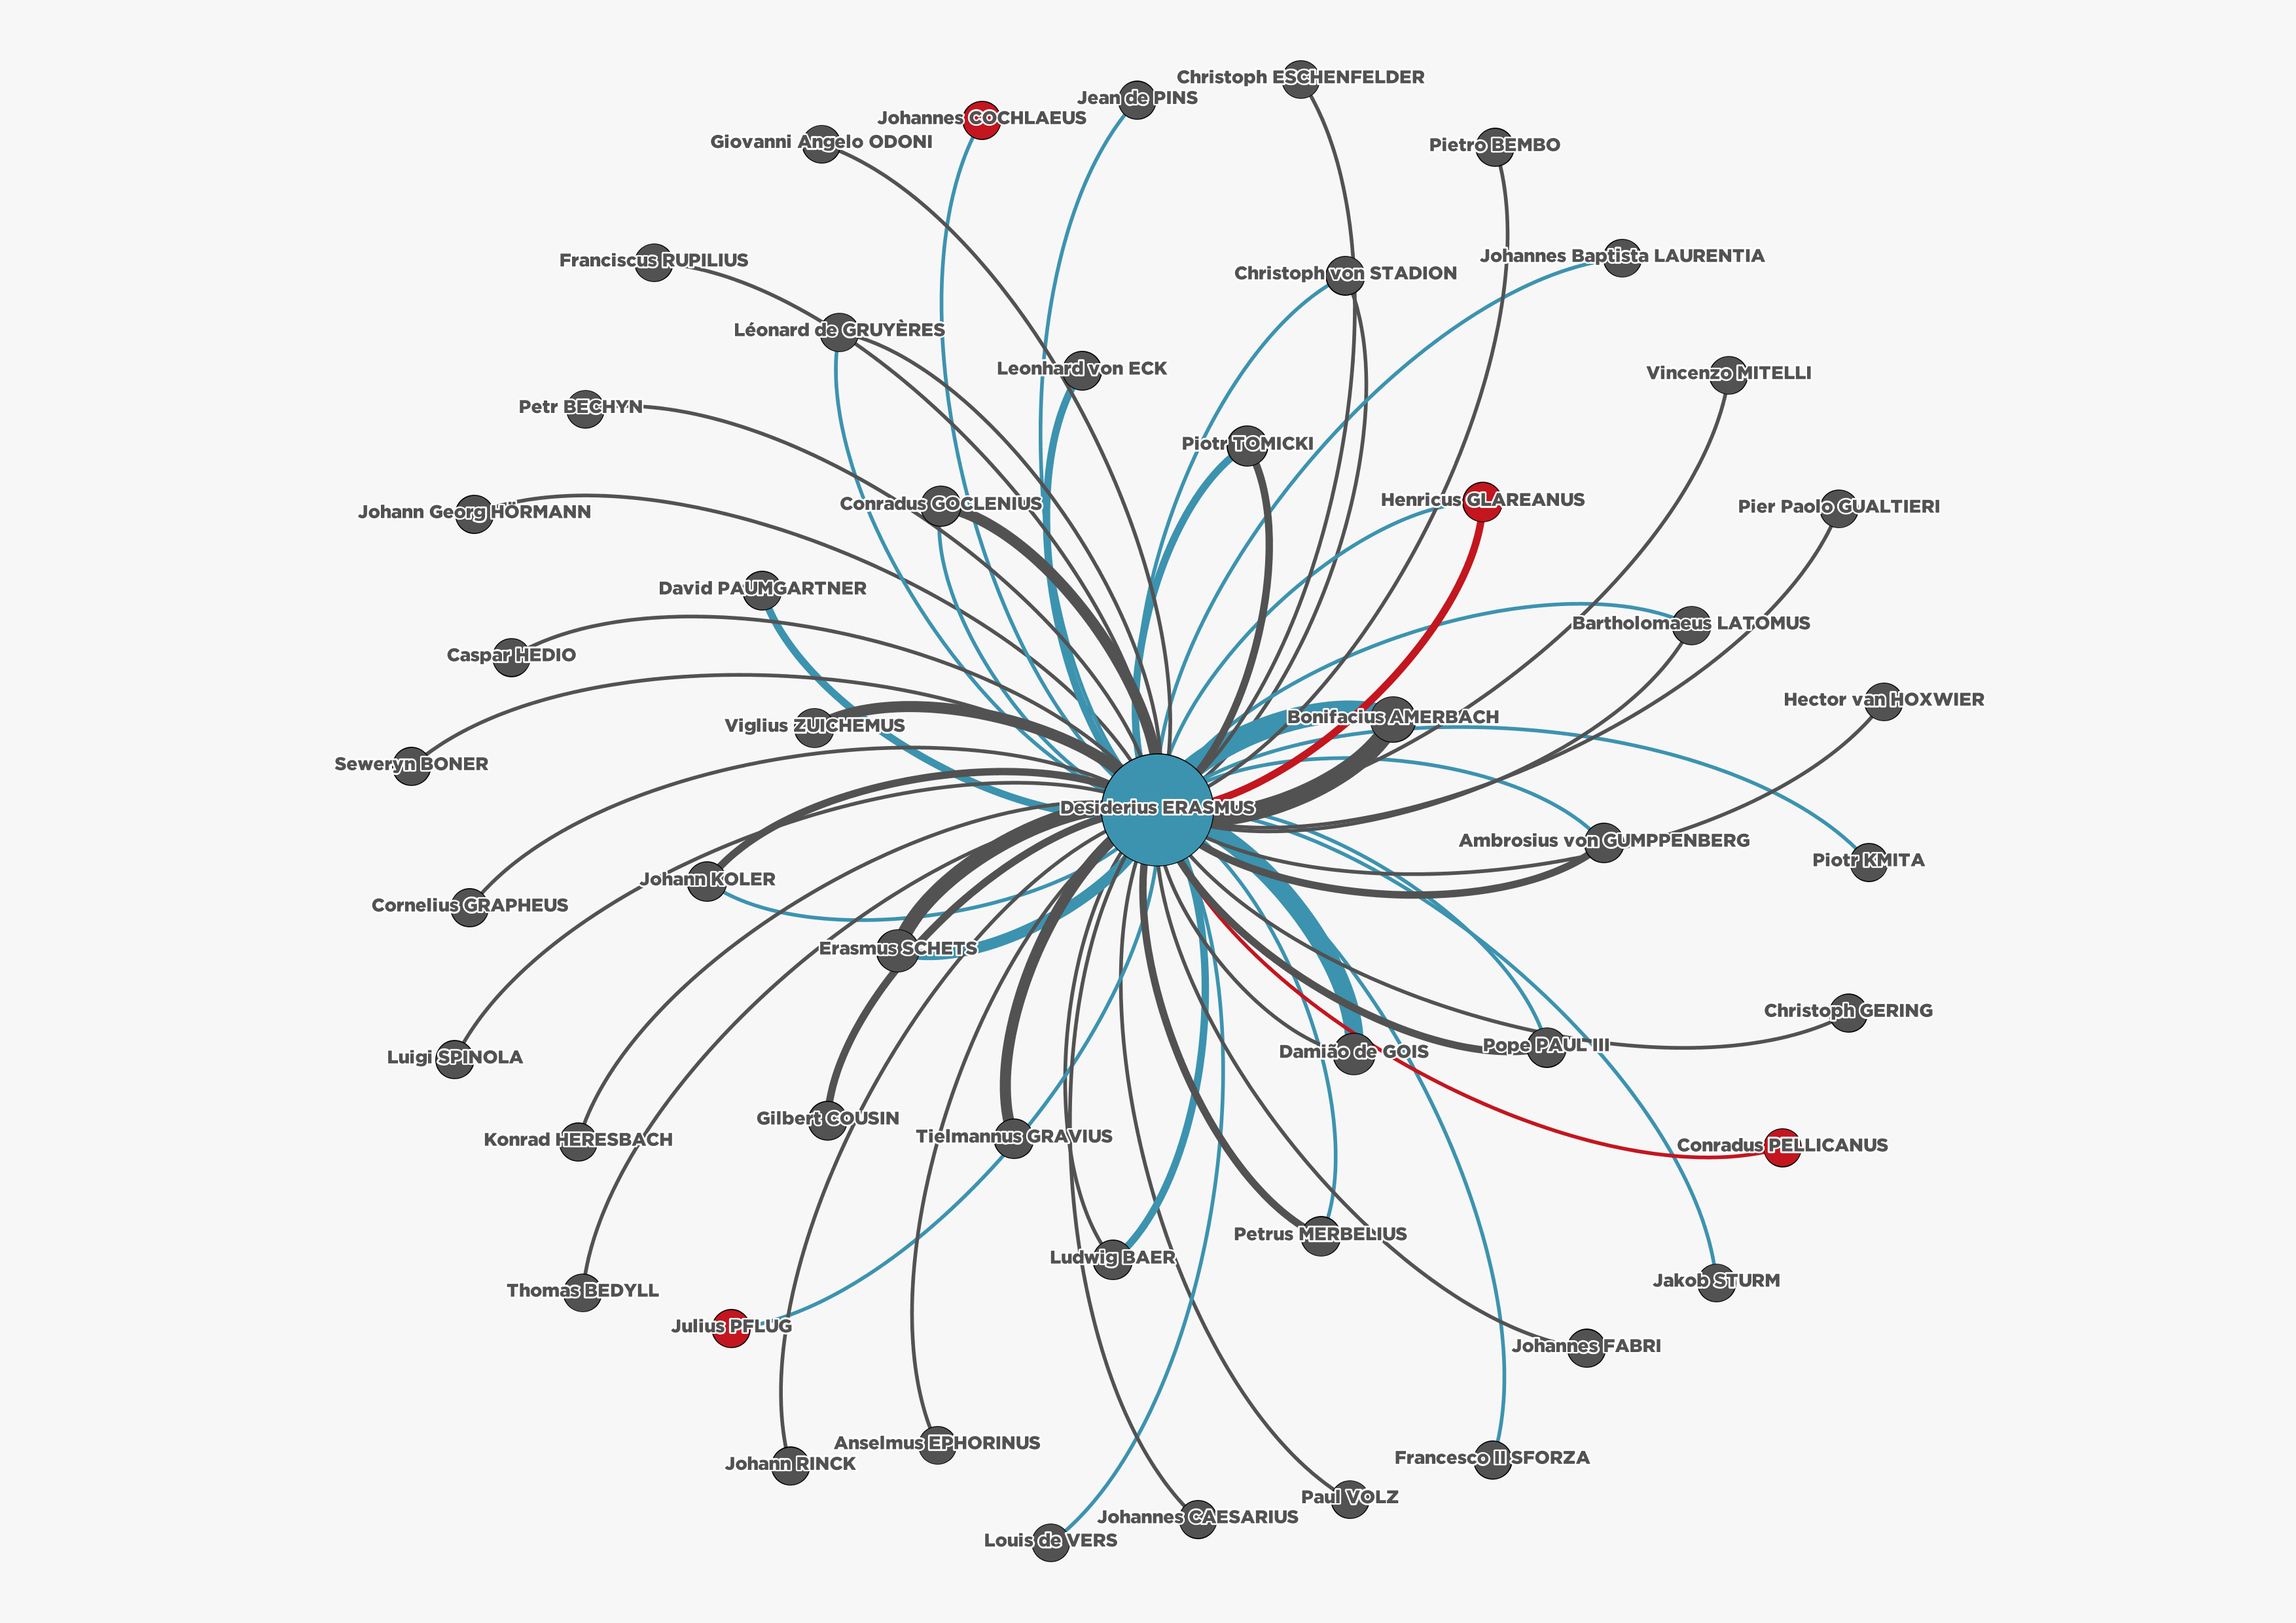 Christoph ESCHENFELDER
Jean de PINS
Johannes COCHLAEUS
Giovanni Angelo ODONI
Pietro BEMBO
Johannes Baptista LAURENTIA
Franciscus RUPILIUS
Christoph von STADION
Léonard de GRUYÈRES
Leonhard von ECK
Vincenzo MITELLI
Petr BECHYN
Piotr TOMICKI
Henricus GLAREANUS
Conradus GOCLENIUS
Pier Paolo GUALTIERI
Johann Georg HÖRMANN
David PAUMGARTNER
Bartholomaeus LATOMUS
Caspar HEDIO
Hector van HOXWIER
Bonifacius AMERBACH
Viglius ZUICHEMUS
Seweryn BONER
Desiderius ERASMUS
Ambrosius von GUMPPENBERG
Piotr KMITA
Johann KOLER
Cornelius GRAPHEUS
Erasmus SCHETS
Christoph GERING
Pope PAUL III
Damião de GOIS
Luigi SPINOLA
Gilbert COUSIN
Tielmannus GRAVIUS
Konrad HERESBACH
Conradus PELLICANUS
Petrus MERBELIUS
Ludwig BAER
Jakob STURM
Thomas BEDYLL
Julius PFLUG
Johannes FABRI
Anselmus EPHORINUS
Francesco II SFORZA
Johann RINCK
Paul VOLZ
Johannes CAESARIUS
Louis de VERS